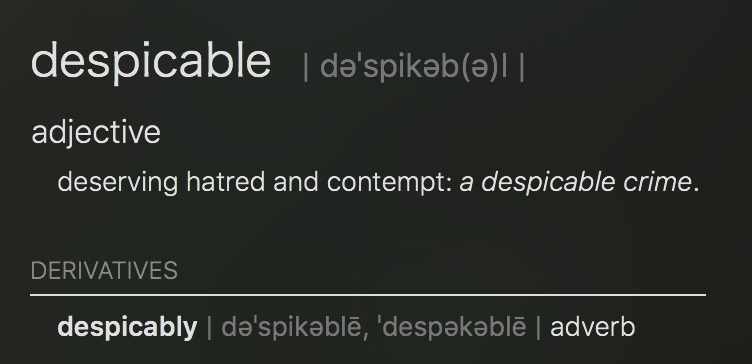 despicable | dəˈspikəb(ə)l |
adjective
deserving hatred and contempt: a despicable crime.
DERIVATIVES
despicably | dəˈspikəblē, ˈdespəkəblē | adverb